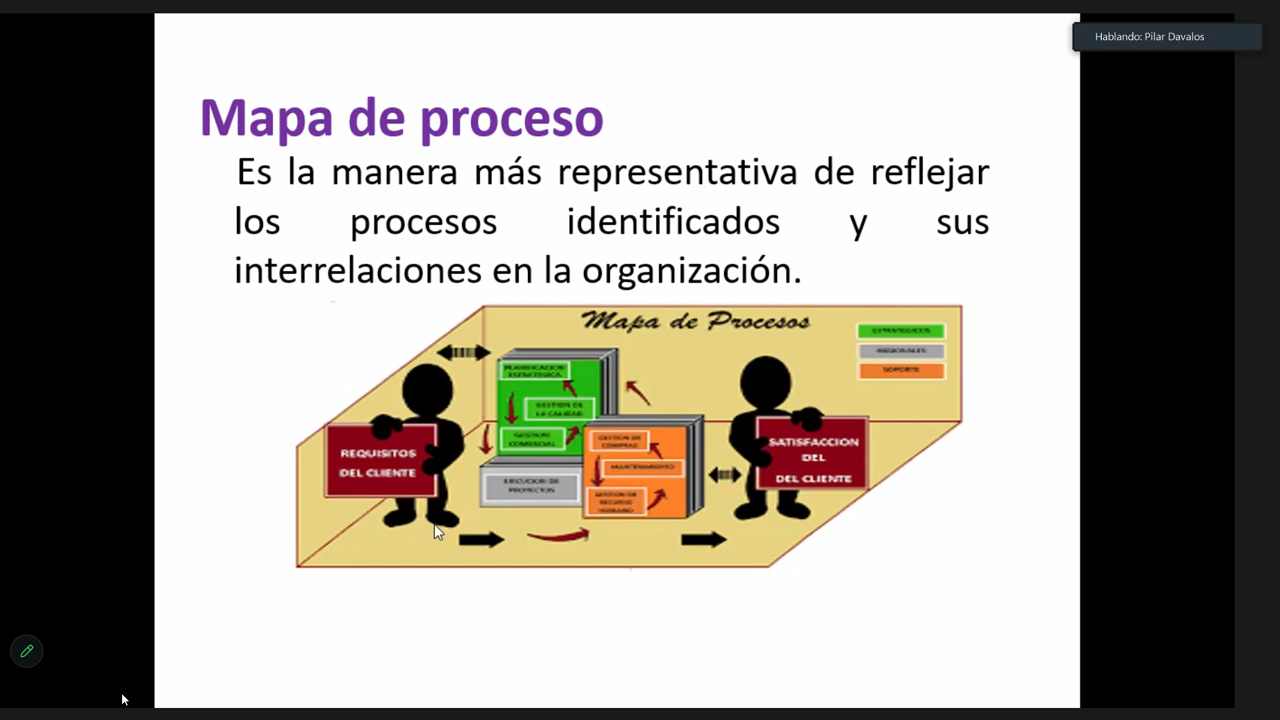 Hablando: Pilar Davalos
Mapa de proceso
Es la manera más representativa de reflejar
los procesos identificados y sus
interrelaciones en la organización.
Mapa de Procesos
ESTRATEGICOS
MISIONALES
SOPORTE
PLANIFICACION
ESTRATEGICA
GESTION DE
LA CALIDAD
GESTION
COMERCIAL
GESTION DE
COMPRAS
MANTENIMIENTO
GESTION DE
RECURSO
HUMANO
EJECUCION DE
PROYECTOS
REQUISITOS
DEL CLIENTE
SATISFACCION
DEL
DEL CLIENTE